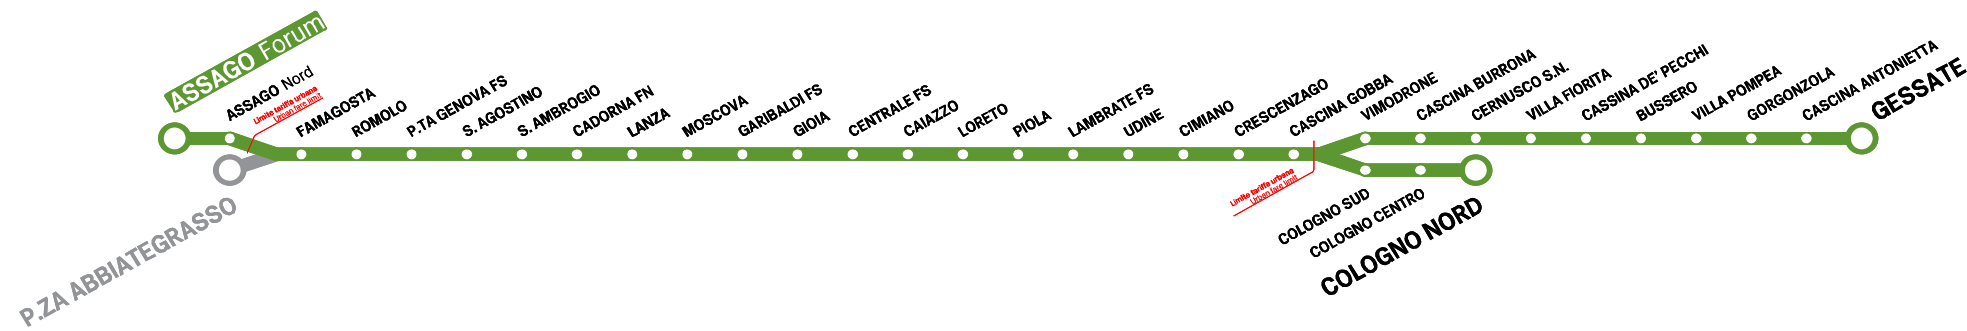 ASSAGO Forum
ASSAGO Nord
Limite tariffa urbana
Urban fare limit
P.ZA ABBIATEGRASSO
FAMAGOSTA
ROMOLO
P.TA GENOVA FS
S. AGOSTINO
S. AMBROGIO
CADORNA FN
LANZA
MOSCOVA
GARIBALDI FS
GIOIA
CENTRALE FS
CAIAZZO
LORETO
PIOLA
LAMBRATE FS
UDINE
CIMIANO
CRESCENZAGO
CASCINA GOBBA
Limite tariffa urbana
Urban fare limit
VIMODRONE
CASCINA BURRONA
CERNUSCO S.N.
VILLA FIORITA
CASSINA DE' PECCHI
BUSSERO
VILLA POMPEA
GORGONZOLA
CASCINA ANTONIETTA
GESSATE
COLOGNO SUD
COLOGNO CENTRO
COLOGNO NORD